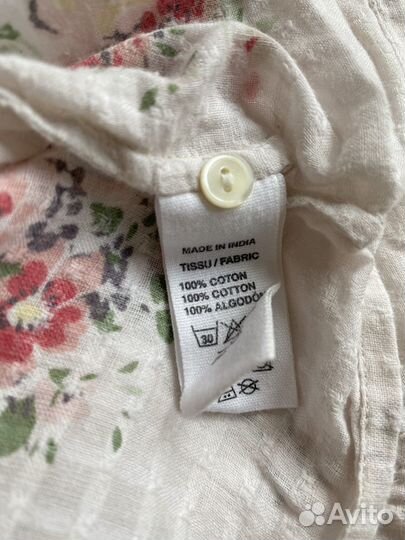 MADE IN INDIA
TISSU / FABRIC
100% COTON
100% COTTON
100% ALGODÓN
30
Avito